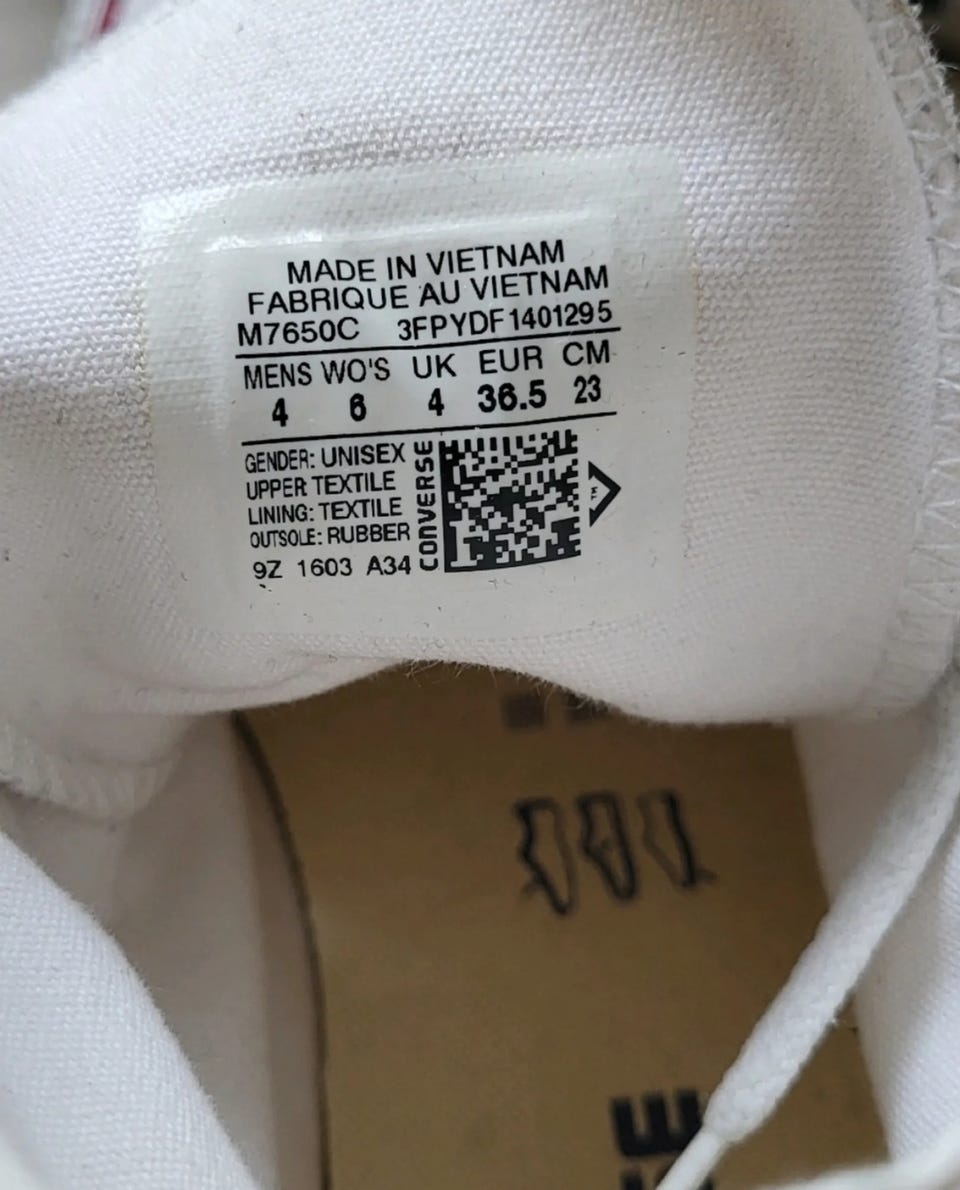 MADE IN VIETNAM
FABRIQUE AU VIETNAM
M7650C 3FPYDF1401295
MENS WO'S UK EUR CM
4 6 4 36.5 23
GENDER: UNISEX
UPPER TEXTILE
LINING: TEXTILE
OUTSOLE: RUBBER
9Z 1603 A34
CONVERSE
TM